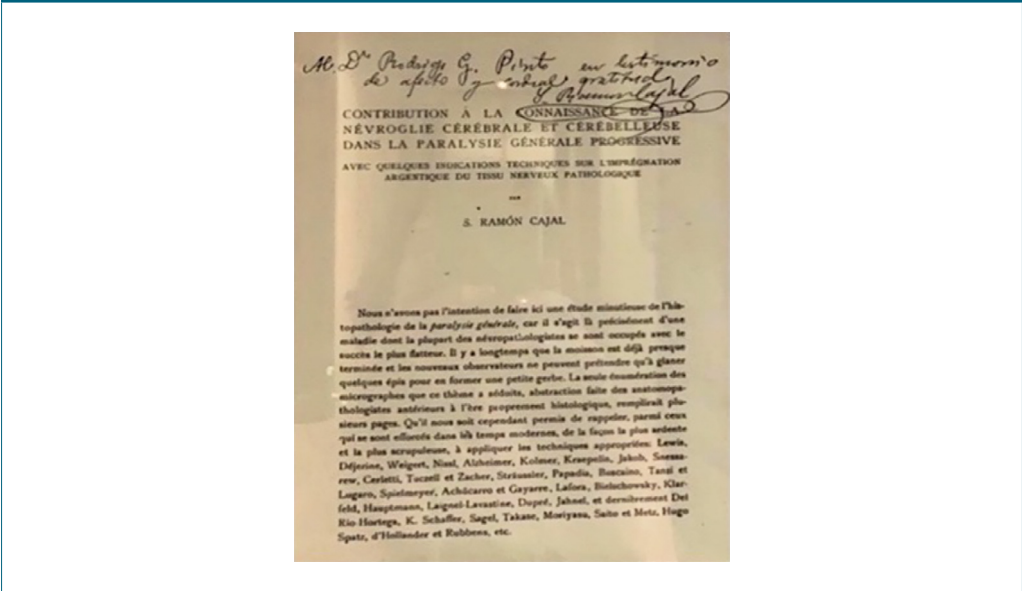 Al Dr Rodrigo G. Pinto en testimonio
de afecto y cordial gratitud
S. Ramon Cajal
CONTRIBUTION À LA CONNAISSANCE DE LA
NÉVROGLIE CÉRÉBRALE ET CÉRÉBELLEUSE
DANS LA PARALYSIE GÉNÉRALE PROGRESSIVE
AVEC QUELQUES INDICATIONS TECHNIQUES SUR L'IMPRÉGNATION
ARGENTIQUE DU TISSU NERVEUX PATHOLOGIQUE
PAR
S. RAMÓN CAJAL
Nous n'avons pas l'intention de faire ici une étude minutieuse de l'his-
topathologie de la paralysie générale, car il s'agit là précisément d'une
maladie dont la plupart des névropathologistes se sont occupés avec le
succès le plus flatteur. Il y a longtemps que la moisson est déjà presque
terminée et les nouveaux observateurs ne peuvent prétendre qu'à glaner
quelques épis pour en former une petite gerbe. La seule énumération des
micrographes que ce thème a séduits, abstraction faite des anatomopa-
thologistes antérieurs à l'ère proprement histologique, remplirait plu-
sieurs pages. Qu'il nous soit cependant permis de rappeler, parmi ceux
qui se sont efforcés dans les temps modernes, de la façon la plus ardente
et la plus scrupuleuse, à appliquer les techniques appropriées: Lewis,
Déjerine, Weigert, Nissl, Alzheimer, Kolmer, Kraepelin, Jakob, Snessa-
rew, Cerletti, Tuczell et Zacher, Sträussier, Papadia, Buscaino, Tanzi et
Lugaro, Spielmeyer, Achúcarro et Gayarre, Lafora, Bielschowsky, Klar-
feld, Hauptmann, Laignel-Lavastine, Dupré, Jahnel, et dernièrement Del
Río-Hortega, K. Schaffer, Sagel, Takase, Moriyasu, Saito et Metz, Hugo
Spatz, d'Hollander et Rubbens, etc.